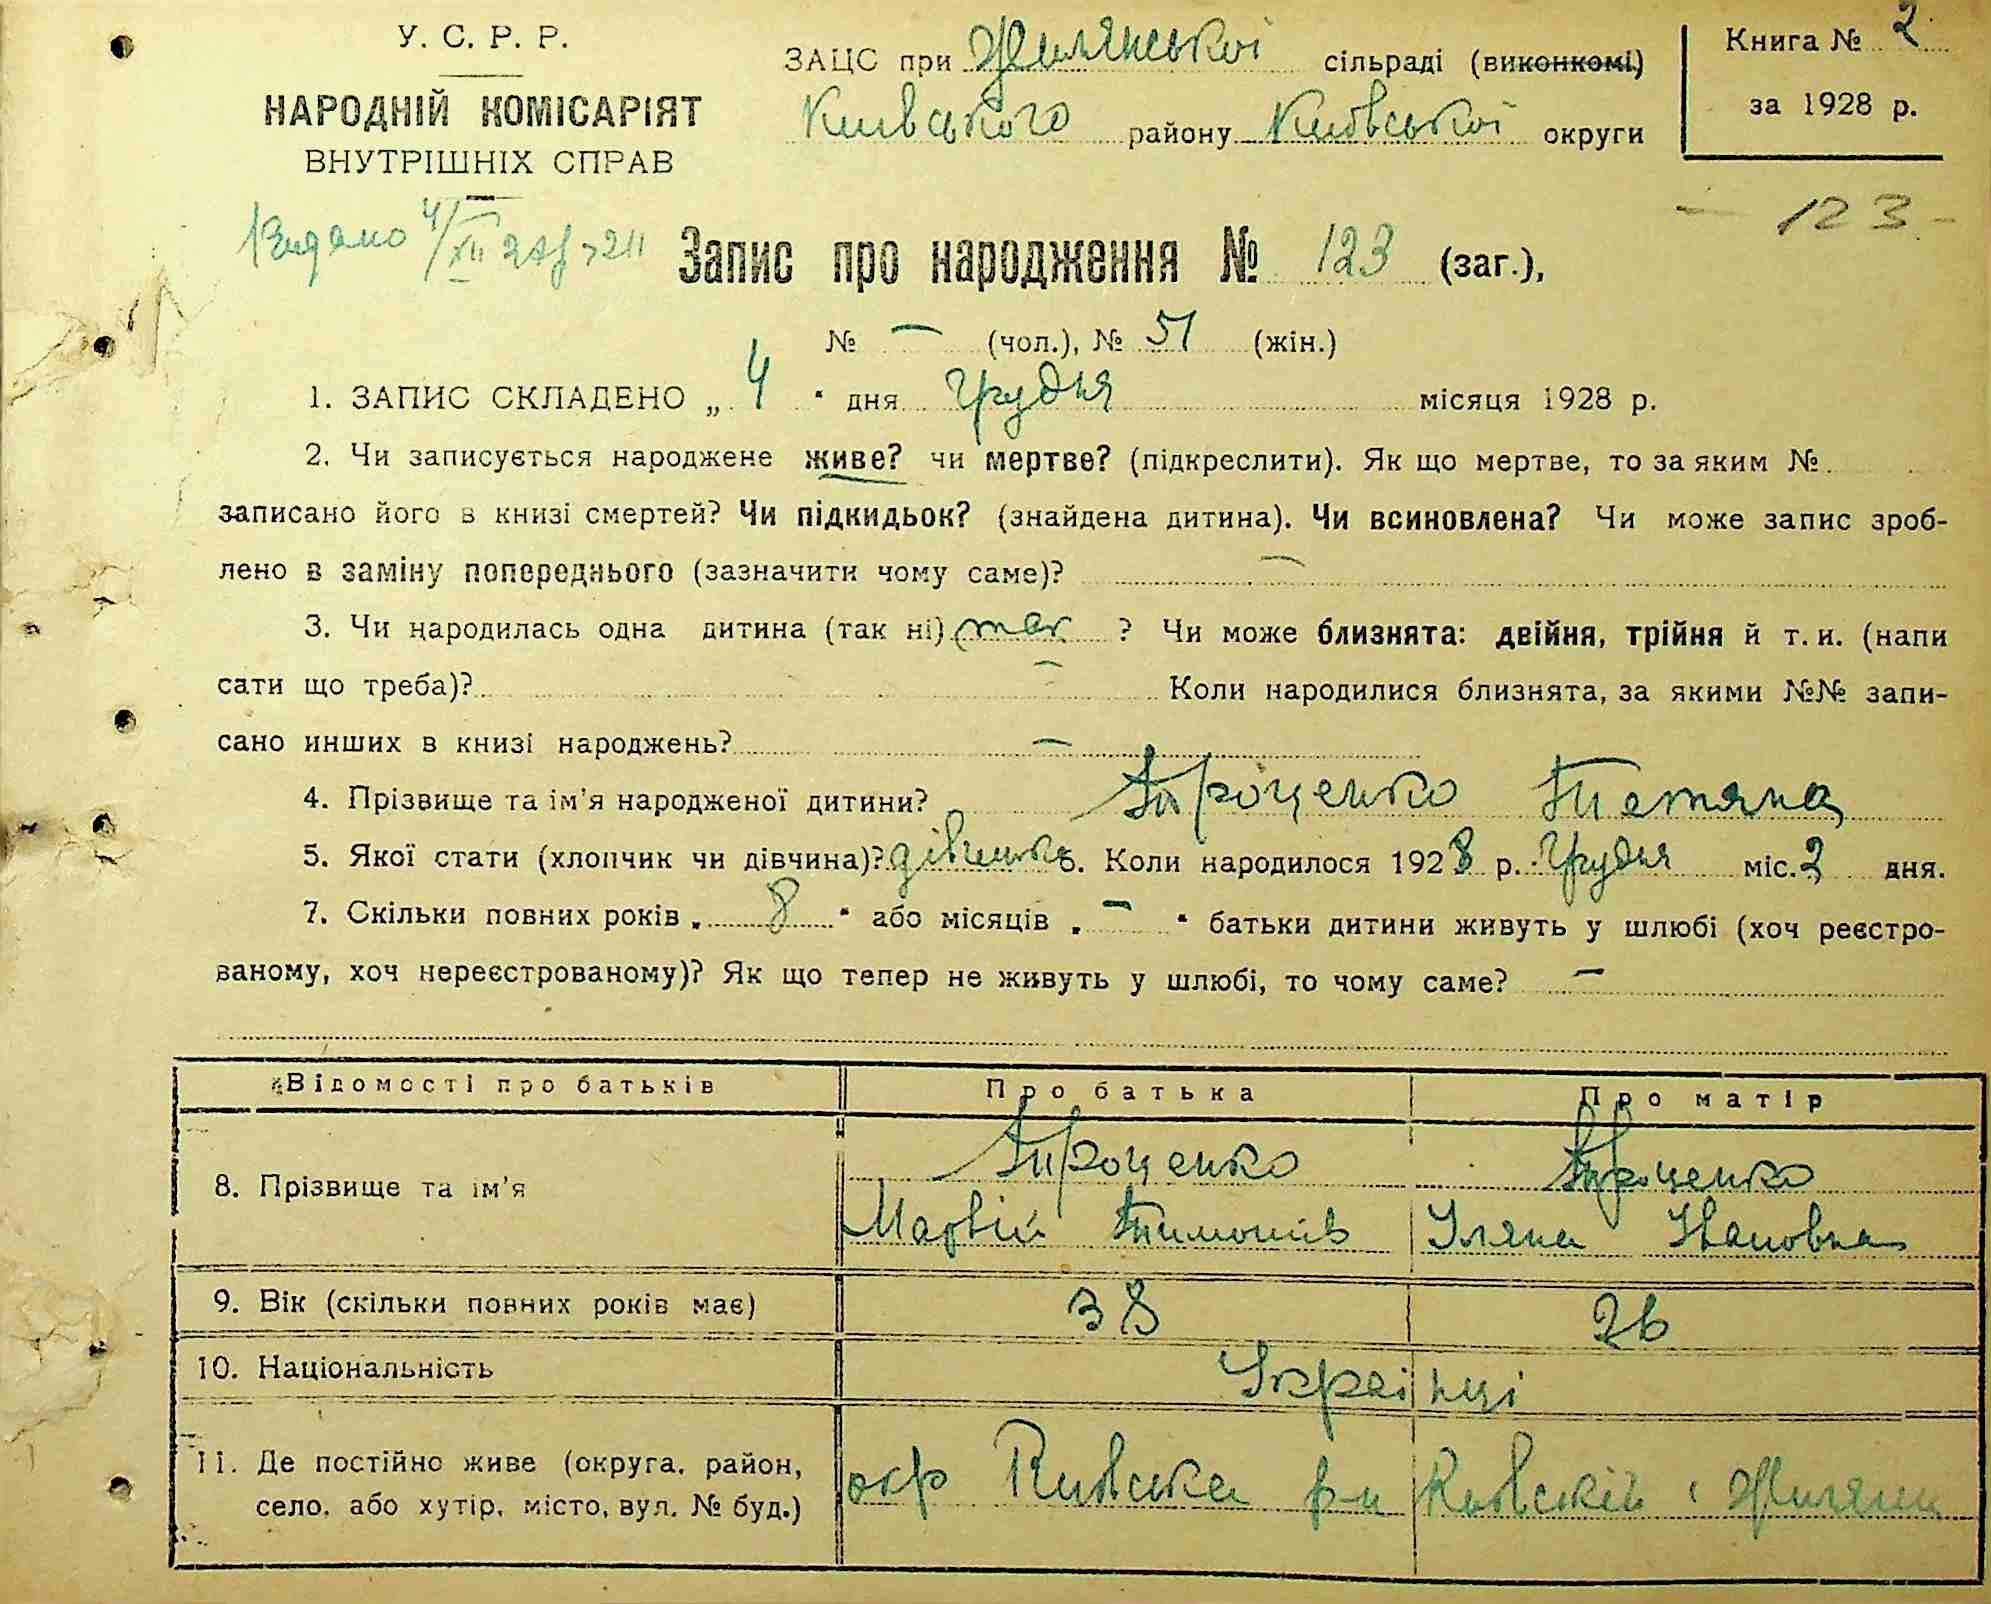 У. С. Р. Р.
НАРОДНІЙ КОМІСАРІЯТ
ВНУТРІШНІХ СПРАВ
ЗАЦС при Жилянської сільраді (виконкомі)
Київського району Київської округи
Книга № 2
за 1928 р.
— 123 —
Видано 4/XII
Запис про народження № 123 (заг.),
№ — (чол.), № 51 (жін.)
1. ЗАПИС СКЛАДЕНО „ 4 " дня грудня місяця 1928 р.
2. Чи записується народжене живе? чи мертве? (підкреслити). Як що мертве, то за яким №
записано його в книзі смертей? Чи підкидьок? (знайдена дитина). Чи всиновлена? Чи може запис зроб-
лено в заміну попереднього (зазначити чому саме)? —
3. Чи народилась одна дитина (так ні) так ? Чи може близнята: двійня, трійня й т. и. (напи
сати що треба)? — Коли народилися близнята, за якими №№ запи-
сано инших в книзі народжень? —
4. Прізвище та ім'я народженої дитини? Яроценко Тетяна
5. Якої стати (хлопчик чи дівчина)? дівчинка 6. Коли народилося 1928 р. грудня міс. 2 дня.
7. Скільки повних років „ 8 " або місяців „ — " батьки дитини живуть у шлюбі (хоч реєстро-
ваному, хоч нереєстрованому)? Як що тепер не живуть у шлюбі, то чому саме? —
Відомості про батьків Про батька Про матір
8. Прізвище та ім'я
Марвій Тимошів Уляна Івановна
9. Вік (скільки повних років має) 38 26
10. Національність Українці
11. Де постійно живе (округа, район,
село, або хутір, місто, вул. № буд.)
окр Київська р-н Київській с Жиляни